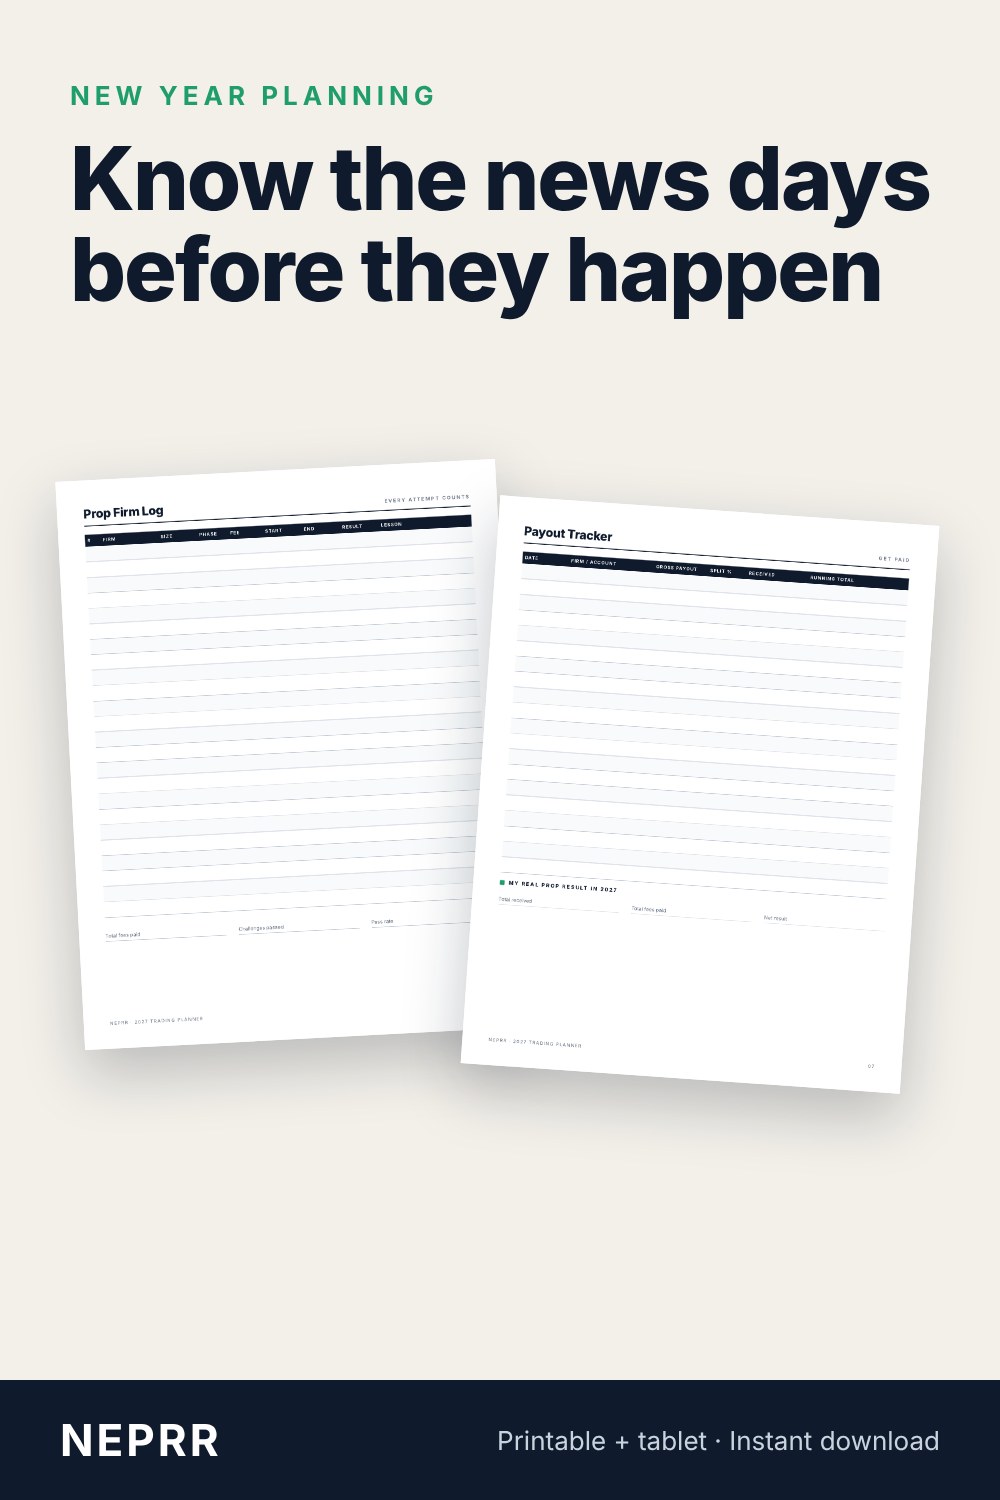 NEW YEAR PLANNING
Know the news days
before they happen
Prop Firm Log
EVERY ATTEMPT COUNTS
# FIRM SIZE PHASE FEE START END RESULT LESSON
Total fees paid Challenges passed Pass rate
NEPRR · 2027 TRADING PLANNER
Payout Tracker
GET PAID
DATE FIRM / ACCOUNT GROSS PAYOUT SPLIT % RECEIVED RUNNING TOTAL
MY REAL PROP RESULT IN 2027
Total received Total fees paid Net result
NEPRR · 2027 TRADING PLANNER
07
NEPRR
Printable + tablet · Instant download